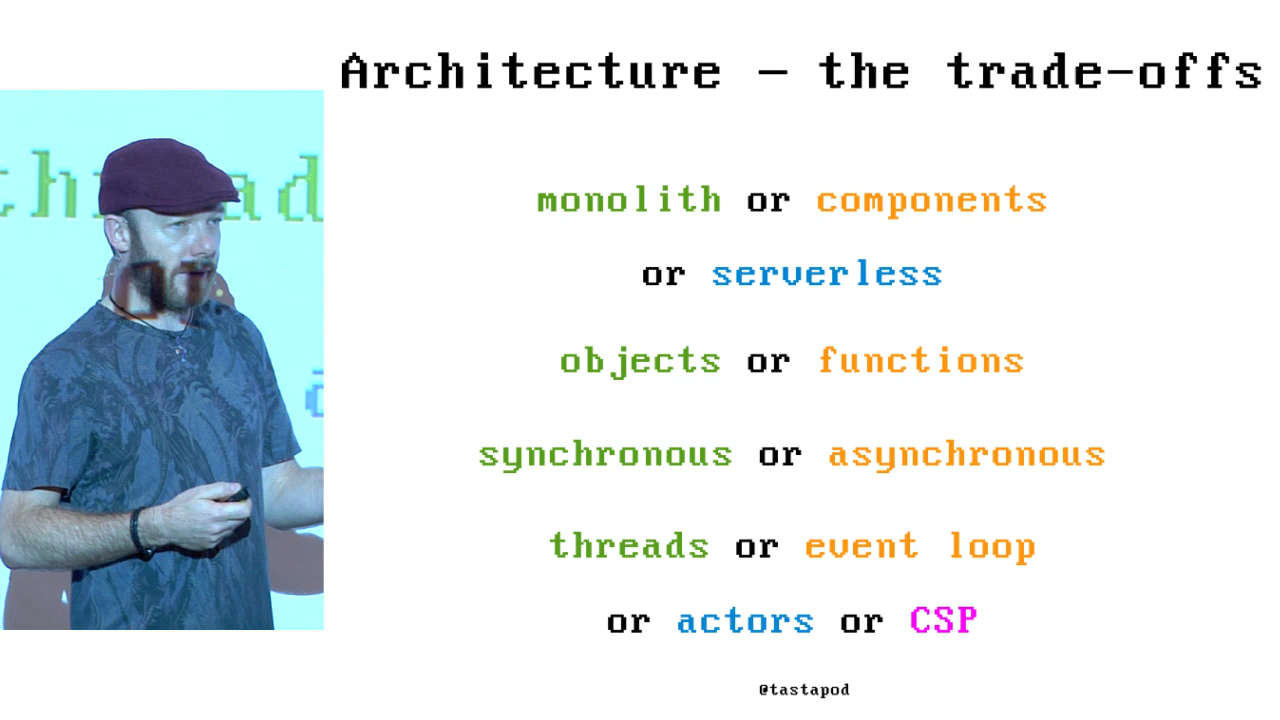 Architecture - the trade-offs
monolith or components
or serverless
objects or functions
synchronous or asynchronous
threads or event loop
or actors or CSP
@tastapod